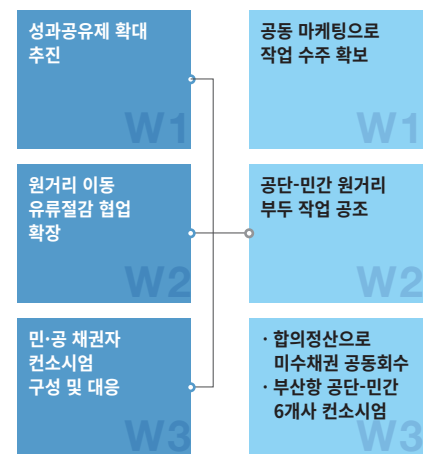 성과공유제 확대
추진
W1
공동 마케팅으로
작업 수주 확보
W1
원거리 이동
유류절감 협업
확장
W2
공단-민간 원거리
부두 작업 공조
W2
민·공 채권자
컨소시엄
구성 및 대응
W3
· 합의정산으로
미수채권 공동회수
· 부산항 공단-민간
6개사 컨소시엄
W3